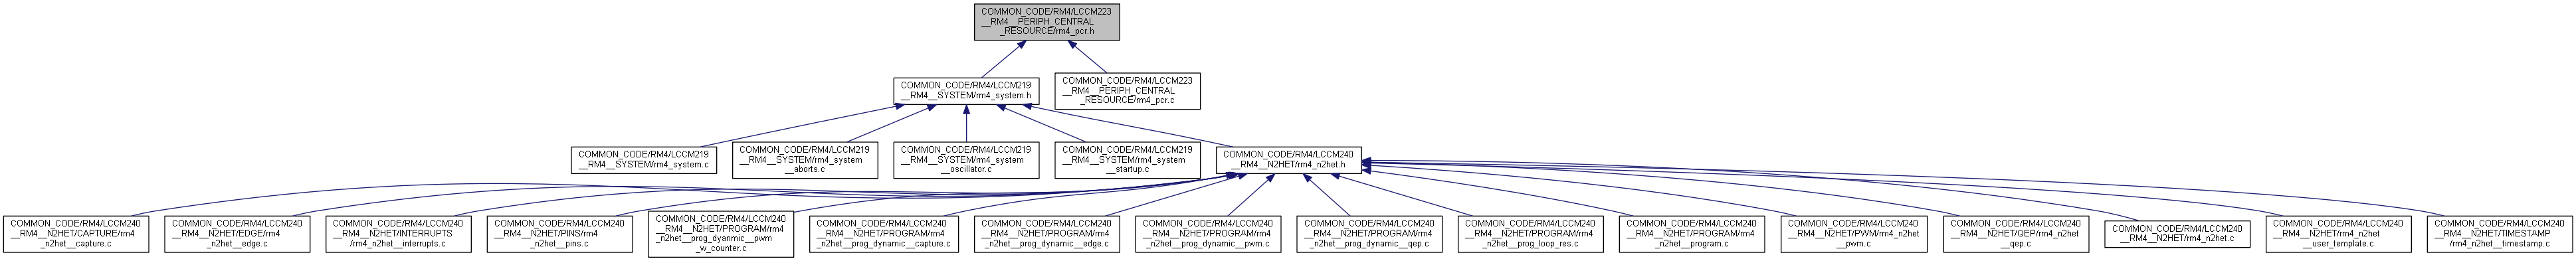 COMMON_CODE/RM4/LCCM223
__RM4__PERIPH_CENTRAL
_RESOURCE/rm4_pcr.h
COMMON_CODE/RM4/LCCM219
__RM4__SYSTEM/rm4_system.h
COMMON_CODE/RM4/LCCM223
__RM4__PERIPH_CENTRAL
_RESOURCE/rm4_pcr.c
COMMON_CODE/RM4/LCCM219
__RM4__SYSTEM/rm4_system.c
COMMON_CODE/RM4/LCCM219
__RM4__SYSTEM/rm4_system
__aborts.c
COMMON_CODE/RM4/LCCM219
__RM4__SYSTEM/rm4_system
__oscillator.c
COMMON_CODE/RM4/LCCM219
__RM4__SYSTEM/rm4_system
__startup.c
COMMON_CODE/RM4/LCCM240
__RM4__N2HET/rm4_n2het.h
COMMON_CODE/RM4/LCCM240
__RM4__N2HET/CAPTURE/rm4
_n2het__capture.c
COMMON_CODE/RM4/LCCM240
__RM4__N2HET/EDGE/rm4
_n2het__edge.c
COMMON_CODE/RM4/LCCM240
__RM4__N2HET/INTERRUPTS
/rm4_n2het__interrupts.c
COMMON_CODE/RM4/LCCM240
__RM4__N2HET/PINS/rm4
_n2het__pins.c
COMMON_CODE/RM4/LCCM240
__RM4__N2HET/PROGRAM/rm4
_n2het__prog_dyanmic__pwm
_w_counter.c
COMMON_CODE/RM4/LCCM240
__RM4__N2HET/PROGRAM/rm4
_n2het__prog_dynamic__capture.c
COMMON_CODE/RM4/LCCM240
__RM4__N2HET/PROGRAM/rm4
_n2het__prog_dynamic__edge.c
COMMON_CODE/RM4/LCCM240
__RM4__N2HET/PROGRAM/rm4
_n2het__prog_dynamic__pwm.c
COMMON_CODE/RM4/LCCM240
__RM4__N2HET/PROGRAM/rm4
_n2het__prog_dynamic__qep.c
COMMON_CODE/RM4/LCCM240
__RM4__N2HET/PROGRAM/rm4
_n2het__prog_loop_res.c
COMMON_CODE/RM4/LCCM240
__RM4__N2HET/PROGRAM/rm4
_n2het__program.c
COMMON_CODE/RM4/LCCM240
__RM4__N2HET/PWM/rm4_n2het
__pwm.c
COMMON_CODE/RM4/LCCM240
__RM4__N2HET/QEP/rm4_n2het
__qep.c
COMMON_CODE/RM4/LCCM240
__RM4__N2HET/rm4_n2het.c
COMMON_CODE/RM4/LCCM240
__RM4__N2HET/rm4_n2het
__user_template.c
COMMON_CODE/RM4/LCCM240
__RM4__N2HET/TIMESTAMP
/rm4_n2het__timestamp.c